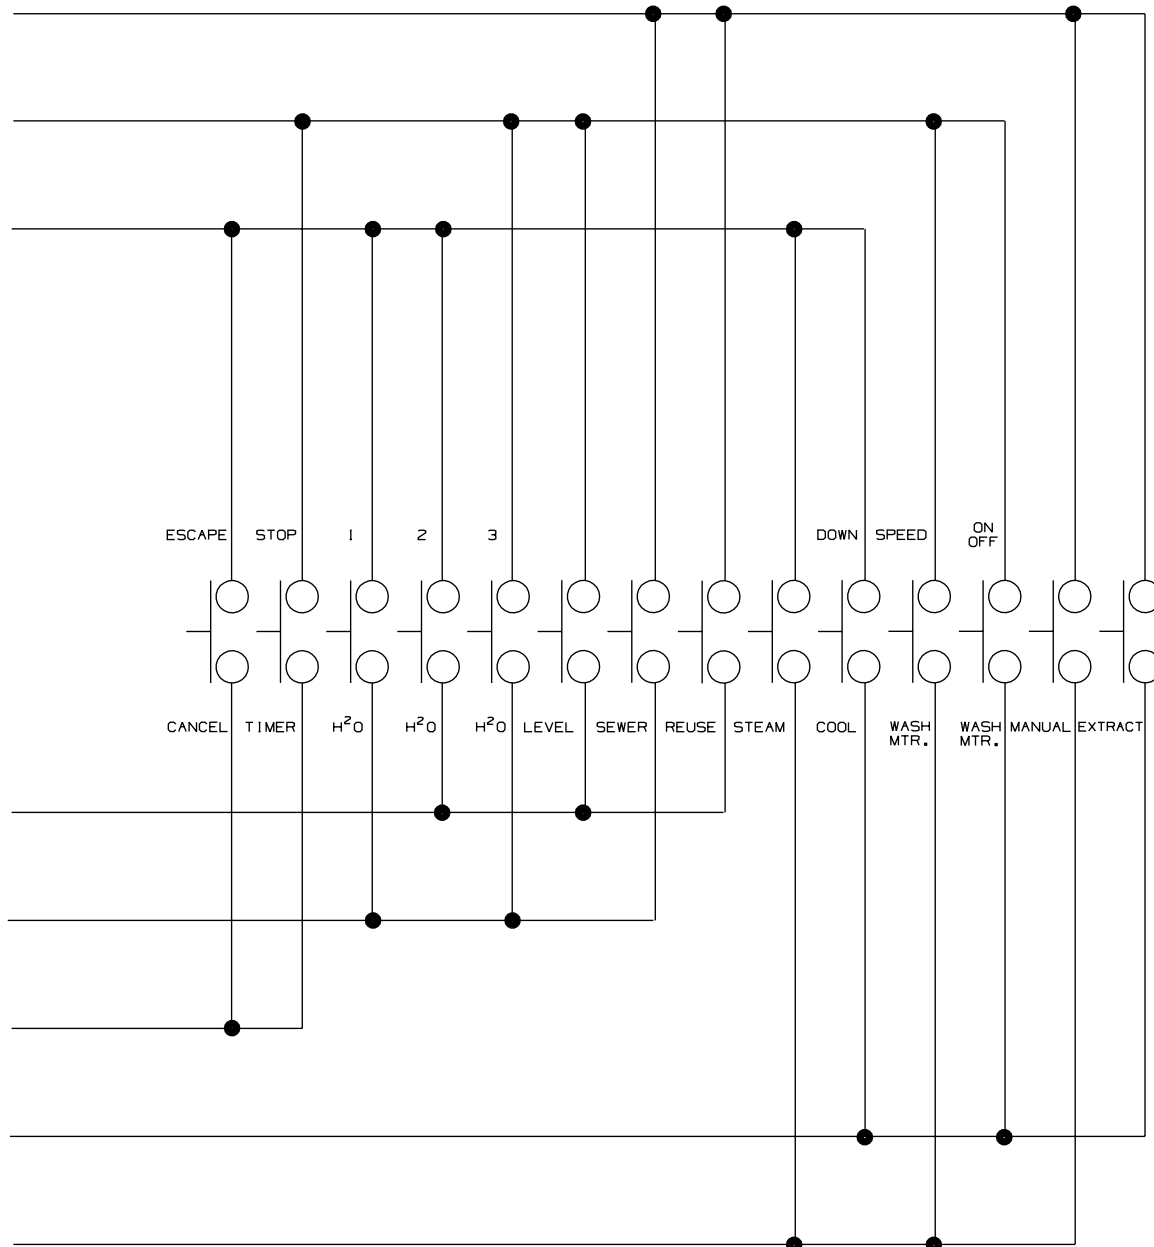 ESCAPE STOP 1 2 3 DOWN SPEED ON
OFF
CANCEL TIMER H²O H²O H²O LEVEL SEWER REUSE STEAM COOL WASH WASH MANUAL EXTRACT
MTR. MTR.